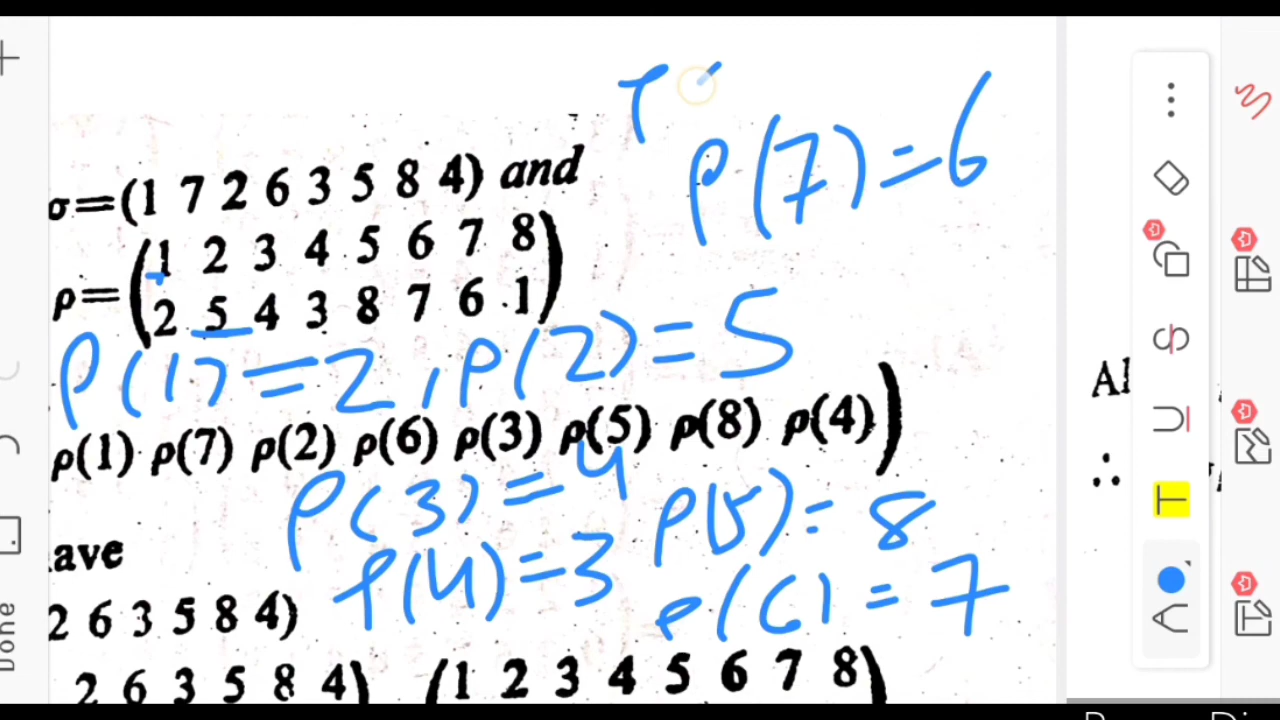 ρ(7)=6
σ=(1 7 2 6 3 5 8 4) and
1 2 3 4 5 6 7 8
ρ=
2 5 4 3 8 7 6 1
ρ(1)=2, ρ(2)=5
Al
ρ(1) ρ(7) ρ(2) ρ(6) ρ(3) ρ(5) ρ(8) ρ(4))
∴
ρ(3)=4 ρ(5)=8
ave
ρ(4)=3 ρ(6)=7
2 6 3 5 8 4)
2 6 3 5 8 4) (1 2 3 4 5 6 7 8)
Done